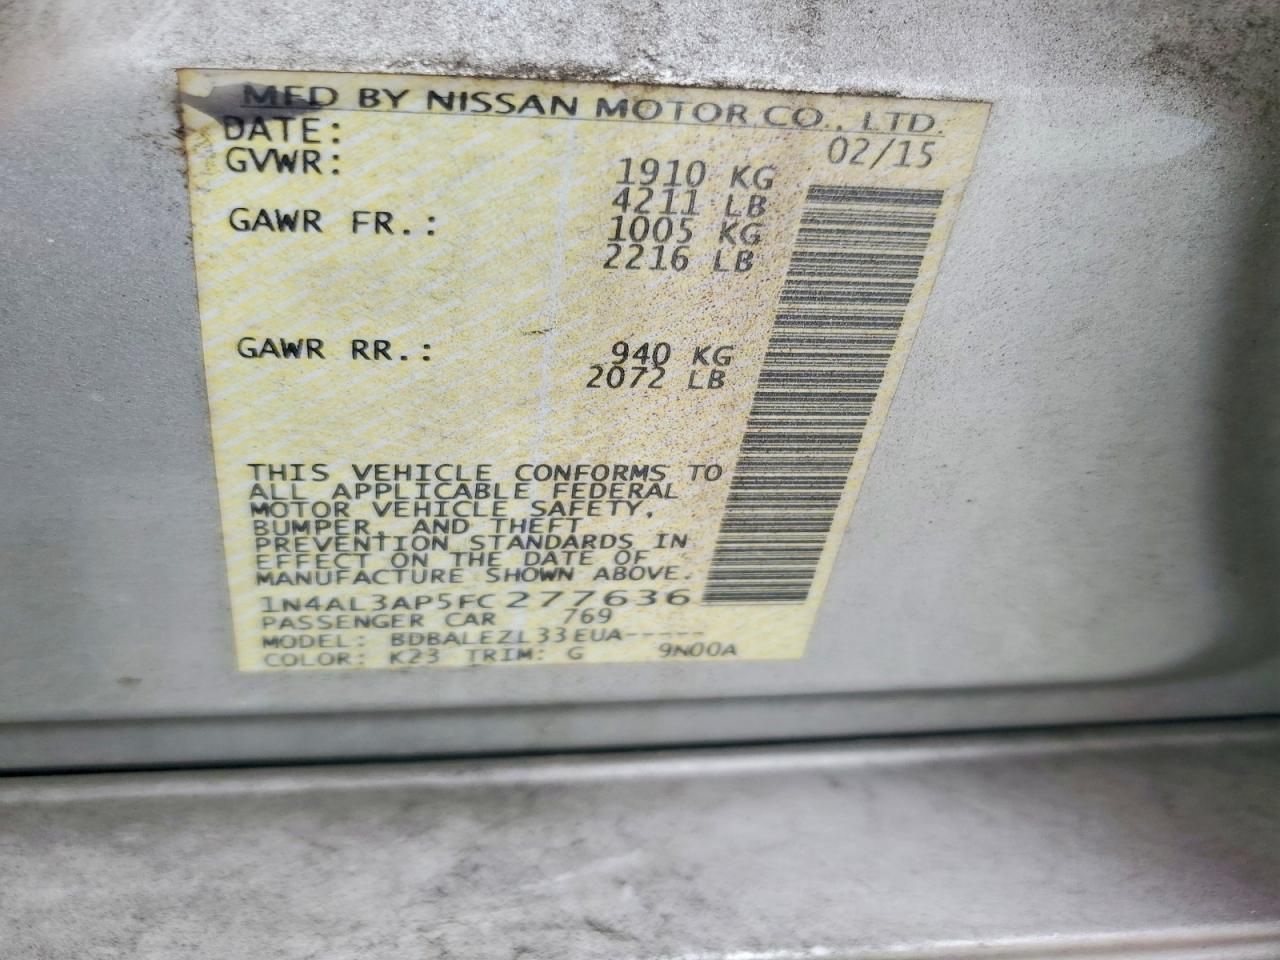 MFD BY NISSAN MOTOR CO., LTD.
DATE: 02/15
GVWR: 1910 KG
4211 LB
GAWR FR.: 1005 KG
2216 LB
GAWR RR.: 940 KG
2072 LB
THIS VEHICLE CONFORMS TO
ALL APPLICABLE FEDERAL
MOTOR VEHICLE SAFETY,
BUMPER, AND THEFT
PREVENTION STANDARDS IN
EFFECT ON THE DATE OF
MANUFACTURE SHOWN ABOVE.
1N4AL3AP5FC277636
PASSENGER CAR 769
MODEL: BDBALEZL33EUA-----
COLOR: K23 TRIM: G 9N00A